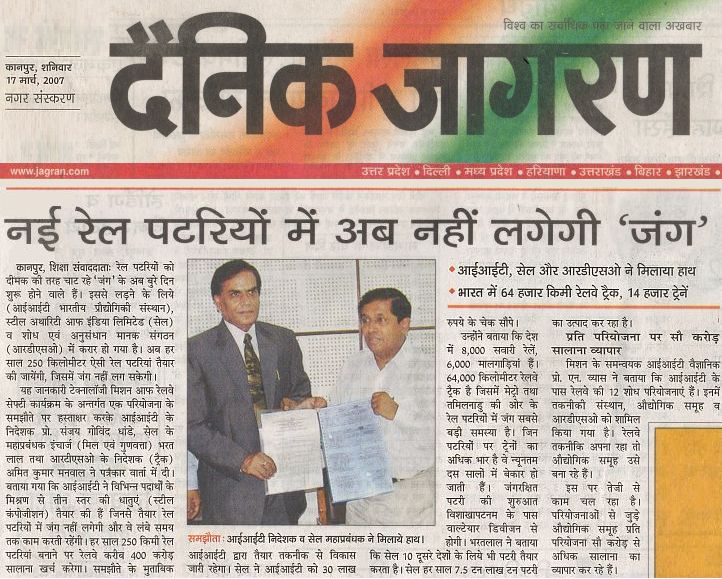 विश्व का सर्वाधिक पढ़ा जाने वाला अखबार
कानपुर, शनिवार
17 मार्च, 2007
नगर संस्करण
दैनिक जागरण
www.jagran.com
उत्तर प्रदेश • दिल्ली • मध्य प्रदेश • हरियाणा • उत्तराखंड • बिहार • झारखंड •
नई रेल पटरियों में अब नहीं लगेगी ‘जंग’
कानपुर, शिक्षा संवाददाताः रेल पटरियों को
दीमक की तरह चाट रहे ‘जंग’ के अब बुरे दिन
शुरू होने वाले हैं। इससे लड़ने के लिये
(आईआईटी भारतीय प्रौद्योगिकी संस्थान),
स्टील अथारिटी आफ इंडिया लिमिटेड (सेल)
व शोध एवं अनुसंधान मानक संगठन
(आरडीएसओ) में करार हो गया है। अब हर
साल 250 किलोमीटर ऐसी रेल पटरियां तैयार
की जायेंगी, जिसमें जंग नहीं लग सकेगी।
यह जानकारी टेक्नालॉजी मिशन आफ रेलवे
सेफ्टी कार्यक्रम के अन्तर्गत एक परियोजना के
समझौते पर हस्ताक्षर करके आईआईटी के
निदेशक प्रो. संजय गोविंद धांडे, सेल के
महाप्रबंधक इंचार्ज (मिल एवं गुणवत्ता) भरत
लाल तथा आरटीएसओ के निदेशक (ट्रैक)
अमित कुमार मनवाल ने पत्रकार वार्ता में दी।
बताया गया कि आईआईटी ने विभिन्न पदार्थों के
मिश्रण से तीन स्तर की धातुएं (स्टील
कंपोजीशन) तैयार की हैं जिनसे तैयार रेल
पटरियों में जंग नहीं लगेगी और वे लंबे समय
तक काम करती रहेंगी। हर साल 250 किमी रेल
पटरियां बनाने पर रेलवे करीब 400 करोड़
सालाना खर्च करेगा। समझौते के मुताबिक
समझौता : आईआईटी निदेशक व सेल महाप्रबंधक ने मिलाये हाथ।
आईआईटी द्वारा तैयार तकनीक से विकास
जारी रहेगा। सेल ने आईआईटी को 30 लाख
• आईआईटी, सेल और आरडीएसओ ने मिलाया हाथ
• भारत में 64 हजार किमी रेलवे ट्रैक, 14 हजार ट्रेनें
रुपये के चेक सौंपे।
उन्होंने बताया कि देश
में 8,000 सवारी रेलें,
6,000 मालगाड़ियां हैं।
64,000 किलोमीटर रेलवे
ट्रैक है जिसमें मेट्रो तथा
तमिलनाडु की ओर के
रेल पटरियों में जंग सबसे
बड़ी समस्या है। जिन
पटरियों पर ट्रेनों का
अधिक भार है वे न्यूनतम
दस सालों में बेकार हो
जाती हैं। जंगरक्षित
पटरी की शुरुआत
विशाखापटनम के पास
वाल्टेयर डिवीजन से
होगी। भरतलाल ने बताया
कि सेल 10 दूसरे देशों के लिये भी पटरी तैयार
करता है। सेल हर साल 7.5 टन लाख टन पटरी
का उत्पाद कर रहा है।
प्रति परियोजना पर सौ करोड़
सालाना व्यापार
मिशन के समन्वयक आईआईटी वैज्ञानिक
प्रो. एन. व्यास ने बताया कि आईआईटी के
पास रेलवे की 12 शोध परियोजनाएं हैं। इनमें
तकनीकी संस्थान, औद्योगिक समूह व
आरडीएसओ को शामिल
किया गया है। रेलवे
तकनीक अपना रहा तो
औद्योगिक समूह उसे
बना रहे हैं।
इस पर तेजी से
काम चल रहा है।
परियोजनाओं से जुड़े
औद्योगिक समूह प्रति
परियोजना सौ करोड़ से
अधिक सालाना का
व्यापार कर रहे हैं।